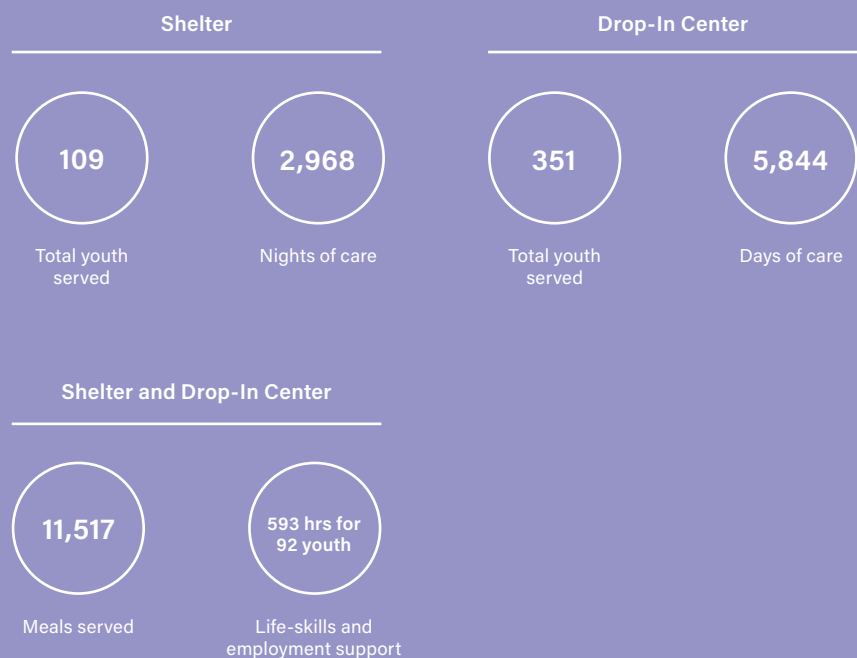 Shelter
109
Total youth
served
2,968
Nights of care
Drop-In Center
351
Total youth
served
5,844
Days of care
Shelter and Drop-In Center
11,517
Meals served
593 hrs for
92 youth
Life-skills and
employment support